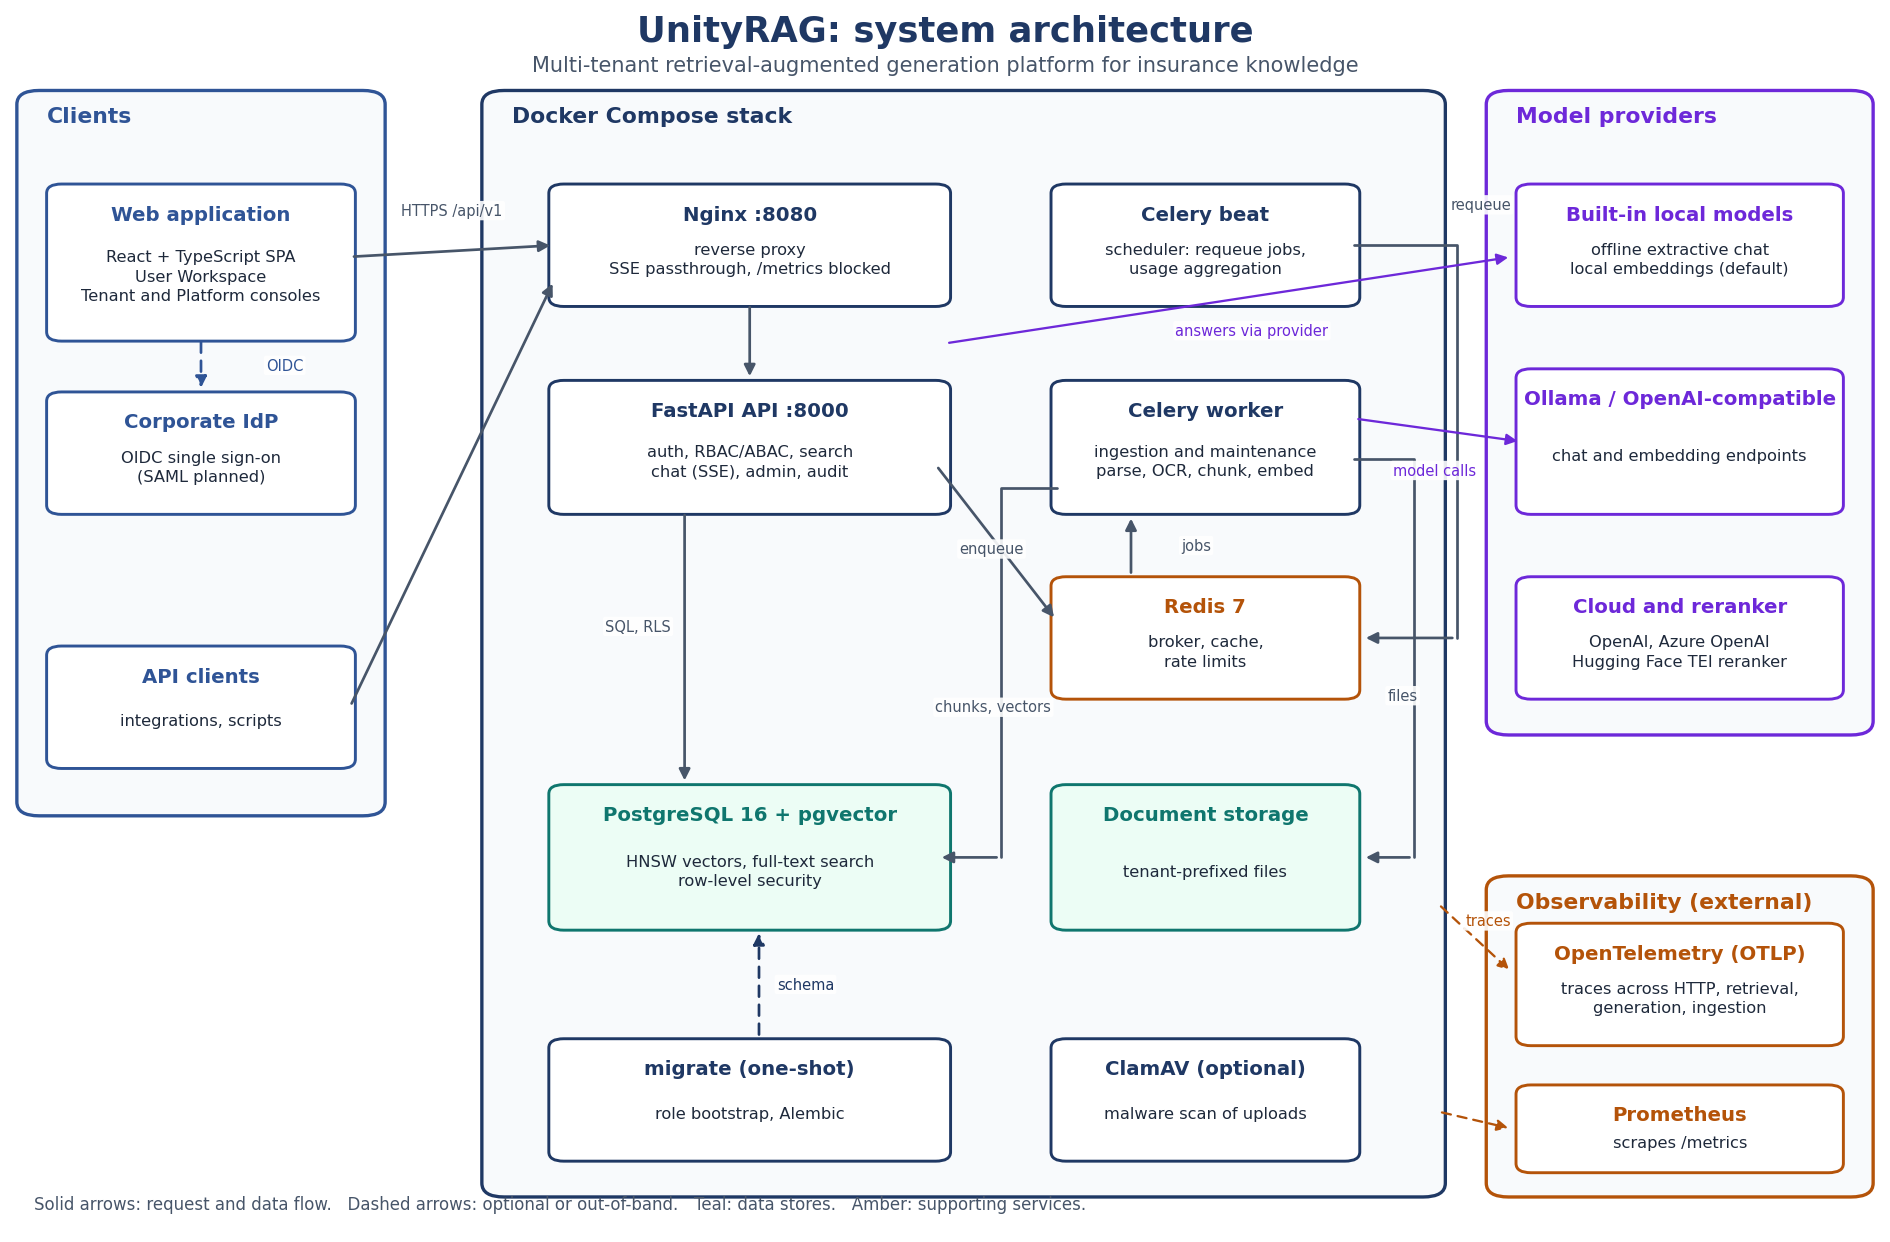 UnityRAG: system architecture
Multi-tenant retrieval-augmented generation platform for insurance knowledge
Clients
Web application
React + TypeScript SPA
User Workspace
Tenant and Platform consoles
OIDC
Corporate IdP
OIDC single sign-on
(SAML planned)
API clients
integrations, scripts
HTTPS /api/v1
Docker Compose stack
Nginx :8080
reverse proxy
SSE passthrough, /metrics blocked
Celery beat
scheduler: requeue jobs,
usage aggregation
requeue
answers via provider
FastAPI API :8000
auth, RBAC/ABAC, search
chat (SSE), admin, audit
Celery worker
ingestion and maintenance
parse, OCR, chunk, embed
model calls
enqueue
jobs
SQL, RLS
Redis 7
broker, cache,
rate limits
chunks, vectors
files
PostgreSQL 16 + pgvector
HNSW vectors, full-text search
row-level security
Document storage
tenant-prefixed files
schema
migrate (one-shot)
role bootstrap, Alembic
ClamAV (optional)
malware scan of uploads
Model providers
Built-in local models
offline extractive chat
local embeddings (default)
Ollama / OpenAI-compatible
chat and embedding endpoints
Cloud and reranker
OpenAI, Azure OpenAI
Hugging Face TEI reranker
Observability (external)
traces
OpenTelemetry (OTLP)
traces across HTTP, retrieval,
generation, ingestion
Prometheus
scrapes /metrics
Solid arrows: request and data flow. Dashed arrows: optional or out-of-band. Teal: data stores. Amber: supporting services.